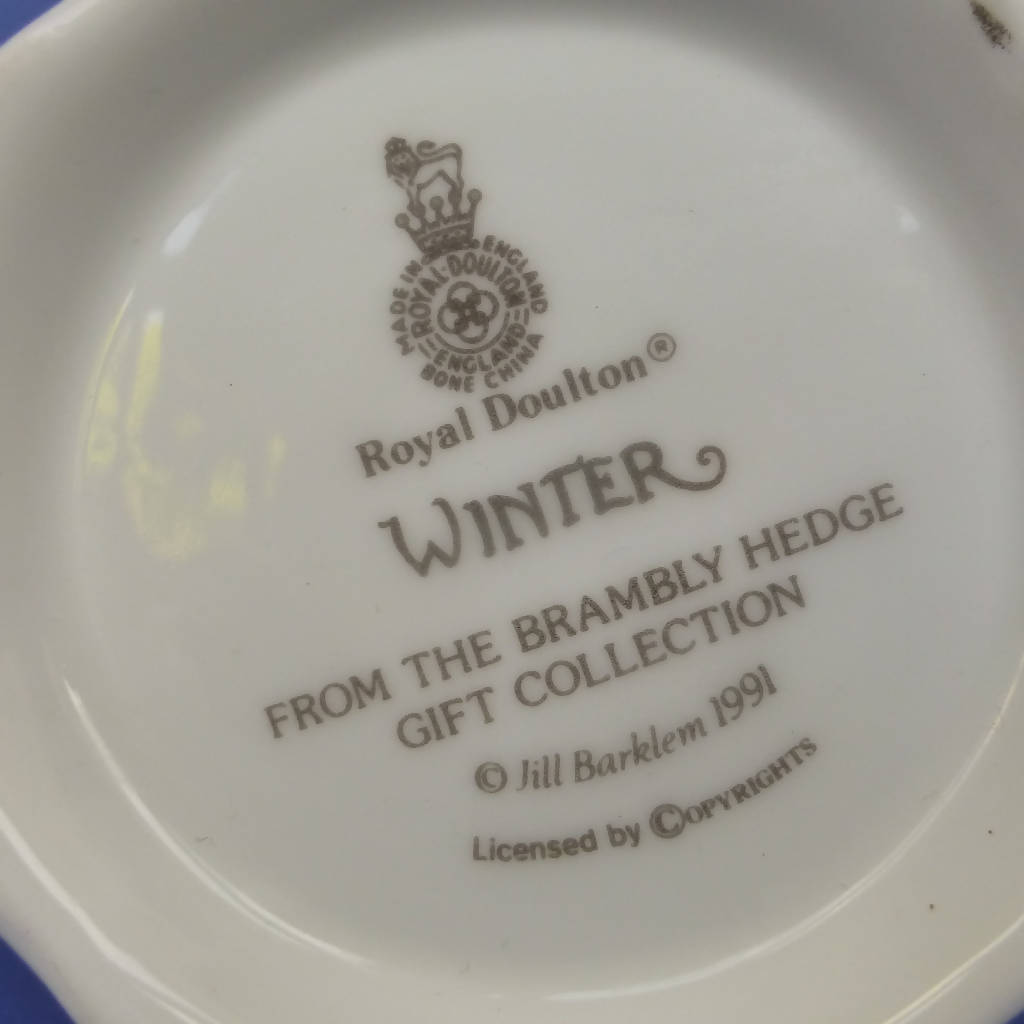 MADE IN ENGLAND
ROYAL·DOULTON
ENGLAND
BONE CHINA
Royal Doulton®
WINTER
FROM THE BRAMBLY HEDGE
GIFT COLLECTION
© Jill Barklem 1991
Licensed by ©OPYRIGHTS